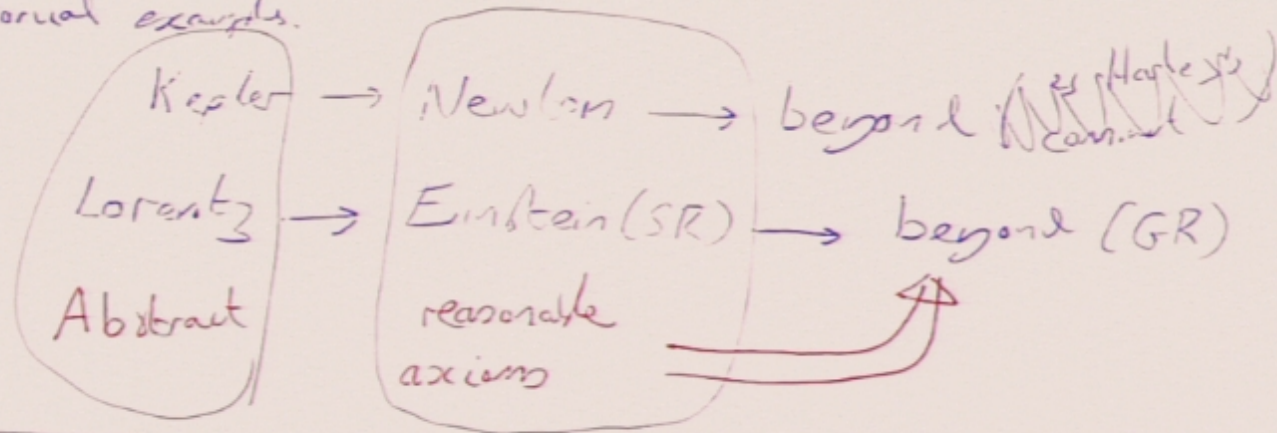 examples.
Kepler → Newton → beyond
Lorentz → Einstein (SR) → beyond (GR)
Abstract reasonable
axioms